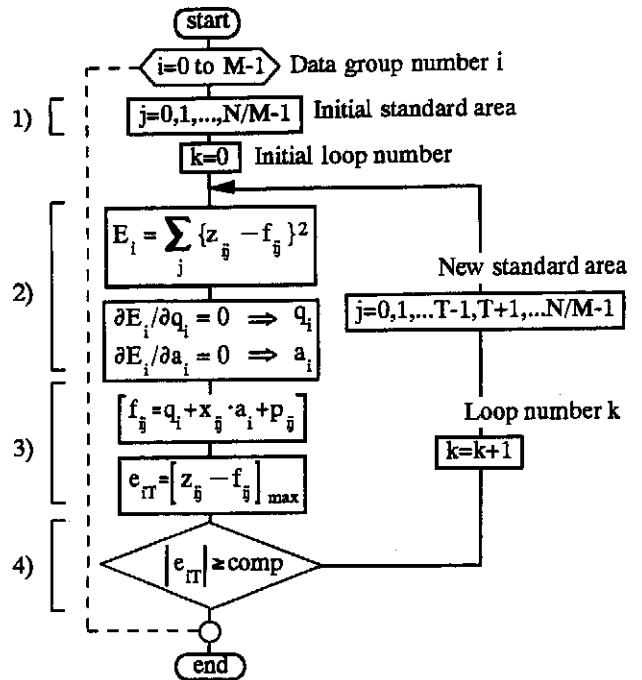 start
i=0 to M-1 Data group number i
1) j=0,1,...,N/M-1 Initial standard area
k=0 Initial loop number
2) E_i = ∑_j {z_ij − f_ij}²
∂E_i/∂q_i = 0 ⇒ q_i
∂E_i/∂a_i = 0 ⇒ a_i
New standard area
j=0,1,...T-1,T+1,...N/M-1
3) [f_ij = q_i + x_ij · a_i + p_ij]
Loop number k
k=k+1
e_iT = [z_ij − f_ij]_max
4) |e_iT| ≥ comp
end